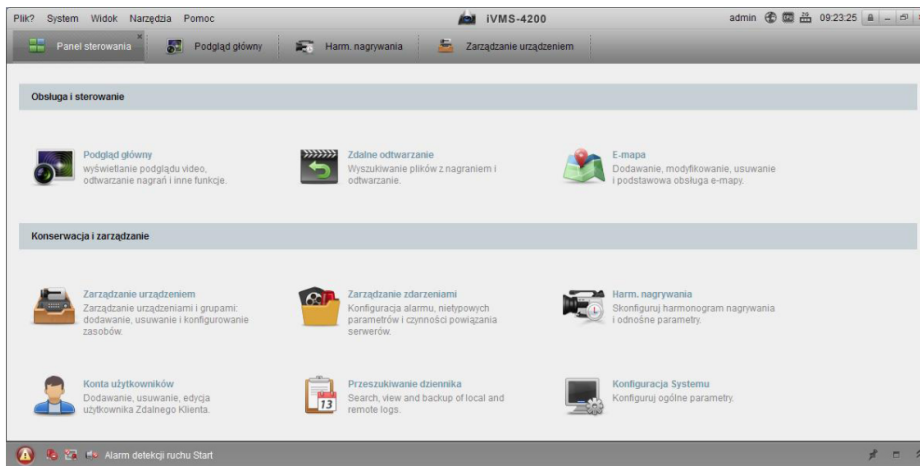 Plik? System Widok Narzędzia Pomoc iVMS-4200 admin 09:23:25
Panel sterowania Podgląd główny Harm. nagrywania Zarządzanie urządzeniem
Obsługa i sterowanie
Podgląd główny
wyświetlanie podglądu video,
odtwarzanie nagrań i inne funkcje.
Zdalne odtwarzanie
Wyszukiwanie plików z nagraniem i
odtwarzanie.
E-mapa
Dodawanie, modyfikowanie, usuwanie
i podstawowa obsługa e-mapy.
Konserwacja i zarządzanie
Zarządzanie urządzeniem
Zarządzanie urządzeniami i grupami:
dodawanie, usuwanie i konfigurowanie
zasobów.
Zarządzanie zdarzeniami
Konfiguracja alarmu, nietypowych
parametrów i czynności powiązania
serwerów.
Harm. nagrywania
Skonfiguruj harmonogram nagrywania
i odnośne parametry.
Konta użytkowników
Dodawanie, usuwanie, edycja
użytkownika Zdalnego Klienta.
13
Przeszukiwanie dziennika
Search, view and backup of local and
remote logs.
Konfiguracja Systemu
Konfiguruj ogólne parametry.
Alarm detekcji ruchu Start